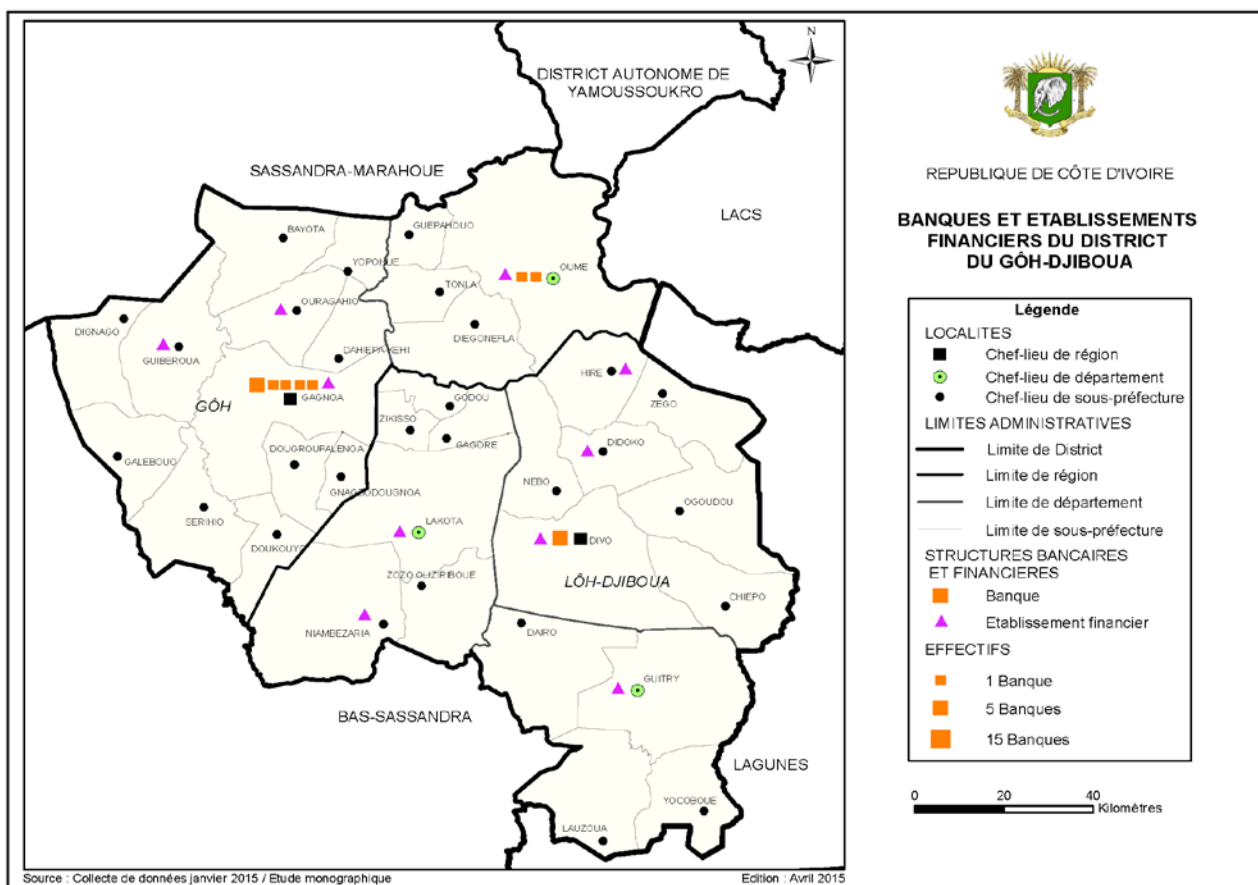 N
DISTRICT AUTONOME DE
YAMOUSSOUKRO
SASSANDRA-MARAHOUE
LACS
GUEPAHOUO
BAYOTA
YOPOHUE
OUME
TONLA
OURAGAHIO
DIGNAGO
DIEGONEFLA
GUIBEROUA
DAHIEPA-KEHI
HIRE
GAGNOA
GÔH
GODOU
ZEGO
ZIKISSO
GAGORE
DIDOKO
DOUGROUPALENOA
GALEBOUO
GNAGBODOUGNOA
NEBO
OGOUDOU
SERIHIO
LAKOTA
DOUKOUYO
DIVO
ZOZO OLIZIRIBOUE
LÔH-DJIBOUA
CHIEPO
NIAMBEZARIA
DAIRO
GUITRY
BAS-SASSANDRA
LAGUNES
YOCOBOUE
LAUZOUA
Source : Collecte de données janvier 2015 / Etude monographique
Edition : Avril 2015
REPUBLIQUE DE CÔTE D'IVOIRE
BANQUES ET ETABLISSEMENTS
FINANCIERS DU DISTRICT
DU GÔH-DJIBOUA
Légende
LOCALITES
Chef-lieu de région
Chef-lieu de département
Chef-lieu de sous-préfecture
LIMITES ADMINISTRATIVES
Limite de District
Limite de région
Limite de département
Limite de sous-préfecture
STRUCTURES BANCAIRES
ET FINANCIERES
Banque
Etablissement financier
EFFECTIFS
1 Banque
5 Banques
15 Banques
0 20 40
Kilomètres